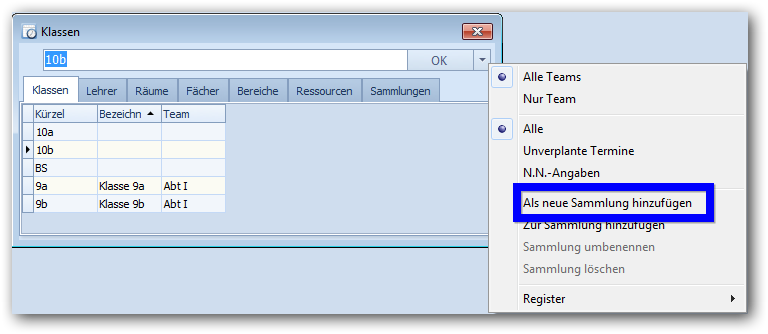 Klassen
10b OK
Klassen Lehrer Räume Fächer Bereiche Ressourcen Sammlungen
Kürzel Bezeichn Team
10a
10b
BS
9a Klasse 9a Abt I
9b Klasse 9b Abt I
Alle Teams
Nur Team
Alle
Unverplante Termine
N.N.-Angaben
Als neue Sammlung hinzufügen
Zur Sammlung hinzufügen
Sammlung umbenennen
Sammlung löschen
Register